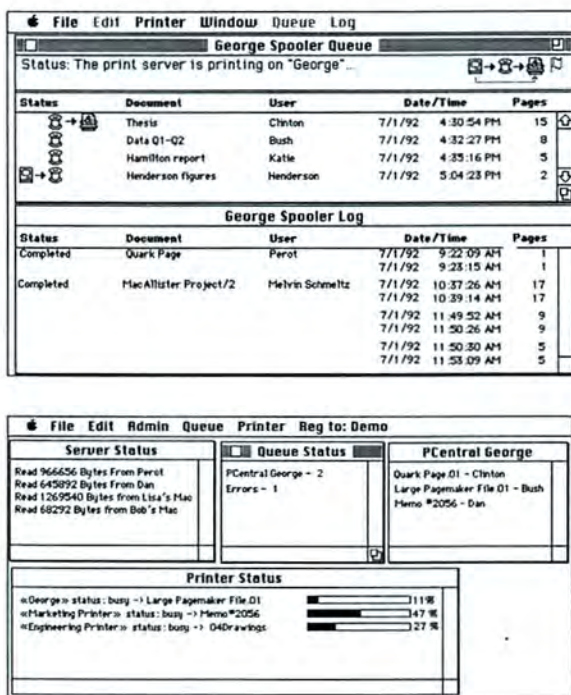 File Edit Printer Window Queue Log
George Spooler Queue
Status: The print server is printing on "George"...
Status Document User Date/Time Pages
Thesis Clinton 7/1/92 4:30:54 PM 15
Data Q1-Q2 Bush 7/1/92 4:32:27 PM 8
Hamilton report Katie 7/1/92 4:35:16 PM 5
Henderson figures Henderson 7/1/92 5:04:23 PM 2
George Spooler Log
Status Document User Date/Time Pages
Completed Quark Page Perot 7/1/92 9:22:09 AM 1
7/1/92 9:23:15 AM 1
Completed MacAllister Project/2 Melvin Schmeltz 7/1/92 10:37:26 AM 17
7/1/92 10:39:14 AM 17
7/1/92 11:49:52 AM 9
7/1/92 11:50:26 AM 9
7/1/92 11:50:30 AM 5
7/1/92 11:53:09 AM 5
File Edit Admin Queue Printer Reg to: Demo
Server Status
Read 966656 Bytes From Perot
Read 645892 Bytes From Dan
Read 1269540 Bytes from Lisa's Mac
Read 68292 Bytes from Bob's Mac
Queue Status
PCentral George - 2
Errors - 1
PCentral George
Quark Page.01 - Clinton
Large Pagemaker File.01 - Bush
Memo #2056 - Dan
Printer Status
«George» status: busy -> Large Pagemaker File.01 11%
«Marketing Printer» status: busy -> Memo#2056 47 %
«Engineering Printer» status: busy -> 04Drawings 27 %